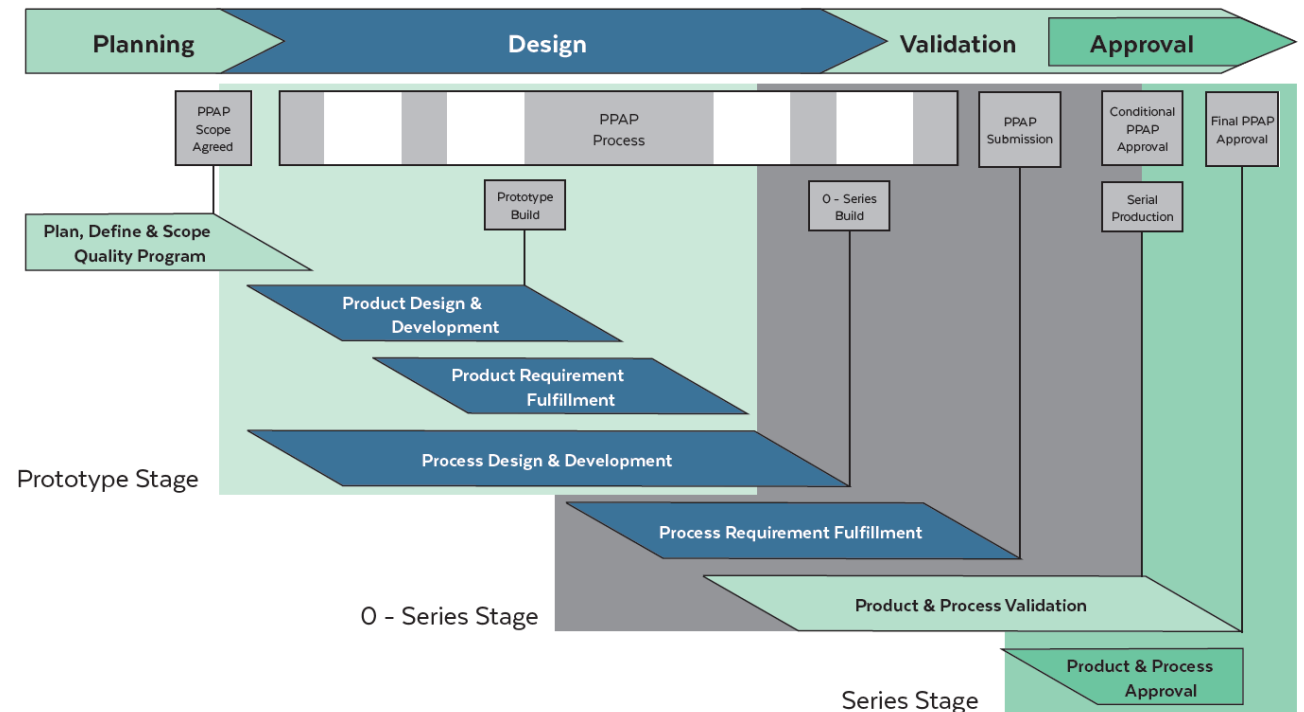 Planning
Design
Validation
Approval
PPAP
Scope
Agreed
PPAP
Process
PPAP
Submission
Conditional
PPAP
Approval
Final PPAP
Approval
Prototype
Build
0 - Series
Build
Serial
Production
Plan, Define & Scope
Quality Program
Product Design &
Development
Product Requirement
Fulfillment
Process Design & Development
Prototype Stage
Process Requirement Fulfillment
Product & Process Validation
0 - Series Stage
Product & Process
Approval
Series Stage